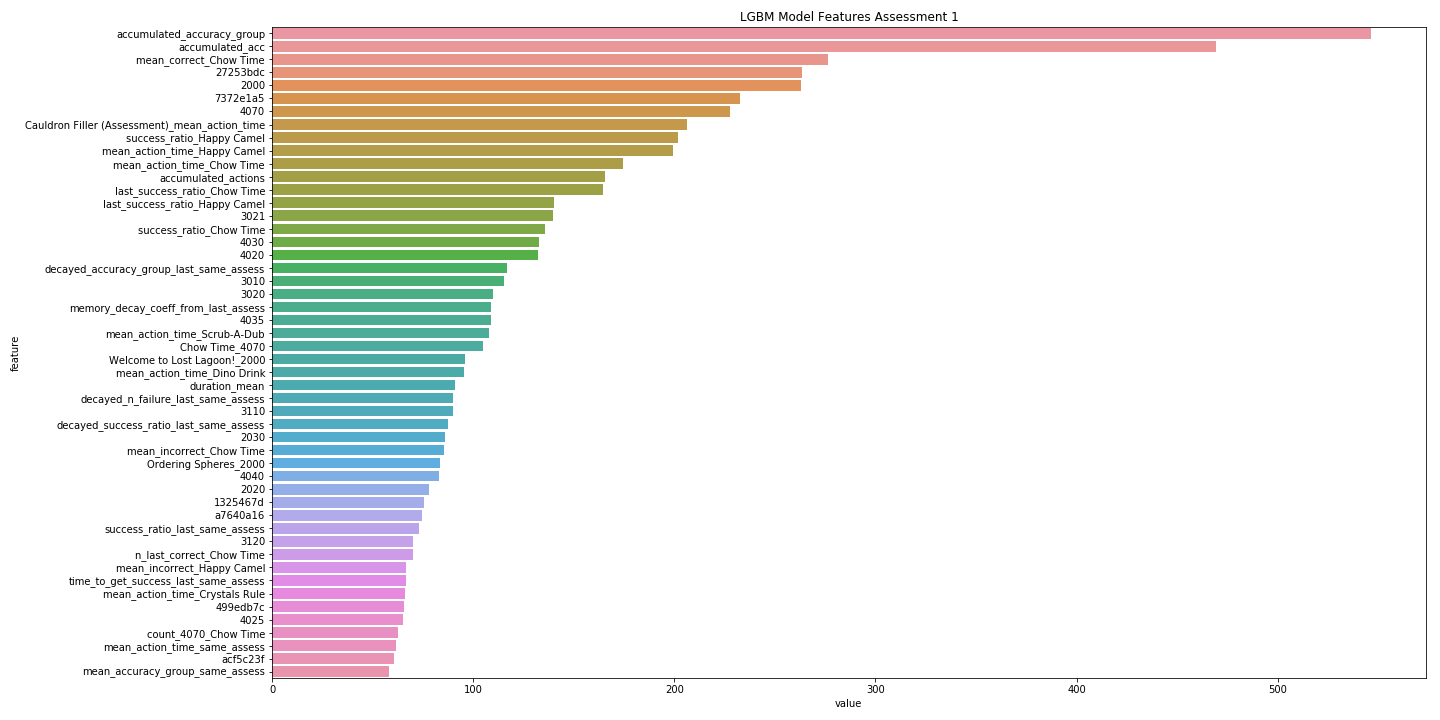 LGBM Model Features Assessment 1
accumulated_accuracy_group
accumulated_acc
mean_correct_Chow Time
27253bdc
2000
7372e1a5
4070
Cauldron Filler (Assessment)_mean_action_time
success_ratio_Happy Camel
mean_action_time_Happy Camel
mean_action_time_Chow Time
accumulated_actions
last_success_ratio_Chow Time
last_success_ratio_Happy Camel
3021
success_ratio_Chow Time
4030
4020
decayed_accuracy_group_last_same_assess
3010
3020
memory_decay_coeff_from_last_assess
4035
mean_action_time_Scrub-A-Dub
Chow Time_4070
Welcome to Lost Lagoon!_2000
mean_action_time_Dino Drink
duration_mean
decayed_n_failure_last_same_assess
3110
decayed_success_ratio_last_same_assess
2030
mean_incorrect_Chow Time
Ordering Spheres_2000
4040
2020
1325467d
a7640a16
success_ratio_last_same_assess
3120
n_last_correct_Chow Time
mean_incorrect_Happy Camel
time_to_get_success_last_same_assess
mean_action_time_Crystals Rule
499edb7c
4025
count_4070_Chow Time
mean_action_time_same_assess
acf5c23f
mean_accuracy_group_same_assess
feature
0 100 200 300 400 500
value